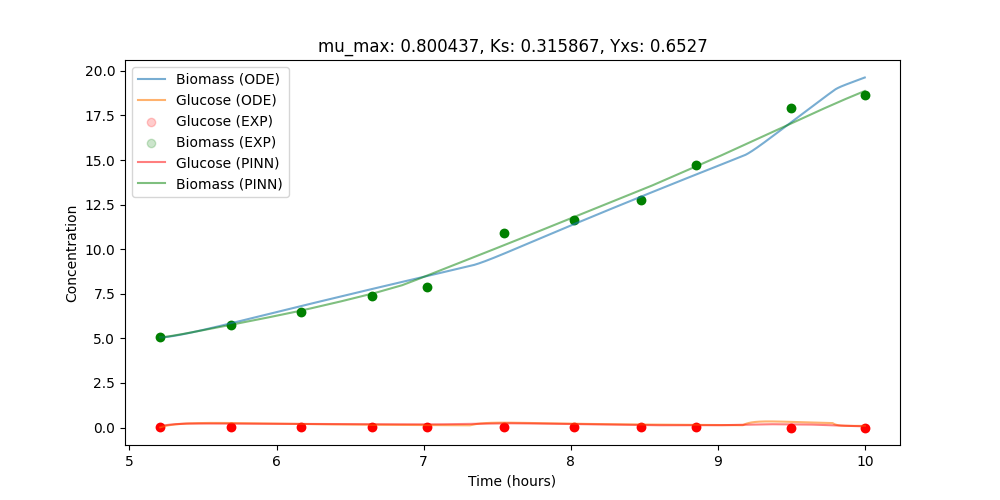 mu_max: 0.800437, Ks: 0.315867, Yxs: 0.6527
20.0
17.5
15.0
12.5
10.0
7.5
5.0
2.5
0.0
Concentration
Biomass (ODE)
Glucose (ODE)
Glucose (EXP)
Biomass (EXP)
Glucose (PINN)
Biomass (PINN)
5
6
7
8
9
10
Time (hours)